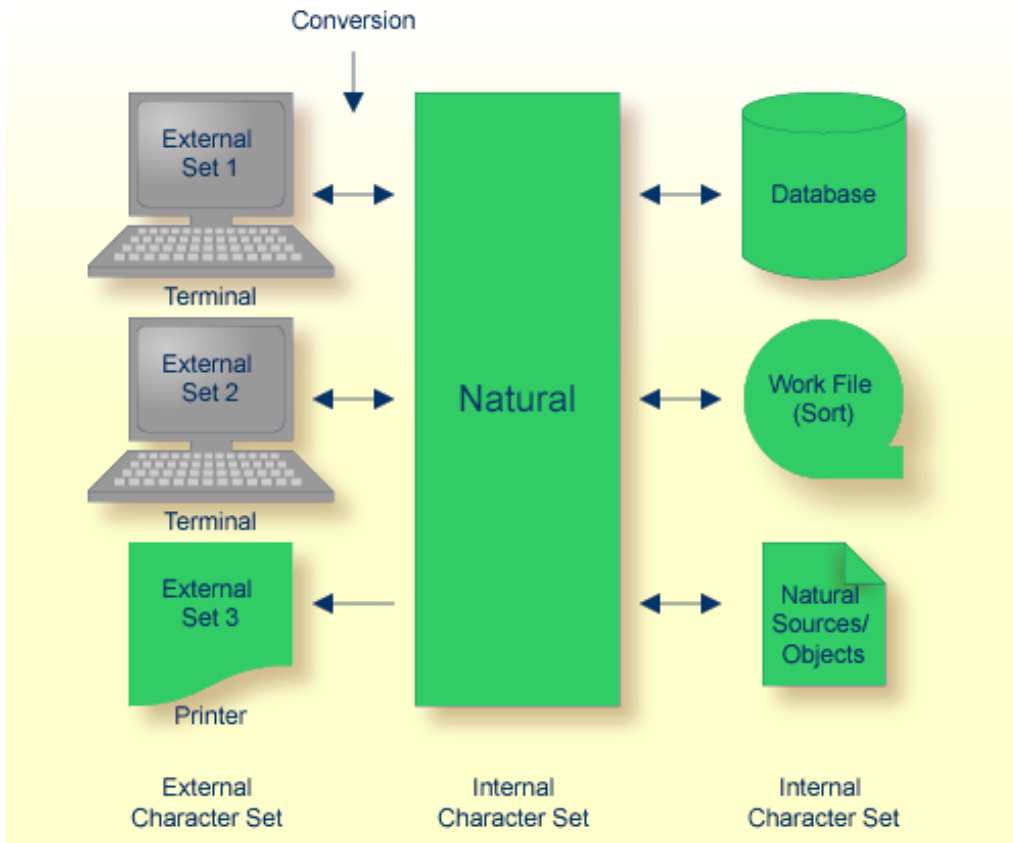 Conversion
External
Set 1
Terminal
External
Set 2
Terminal
External
Set 3
Printer
External
Character Set
Natural
Internal
Character Set
Database
Work File
(Sort)
Natural
Sources/
Objects
Internal
Character Set